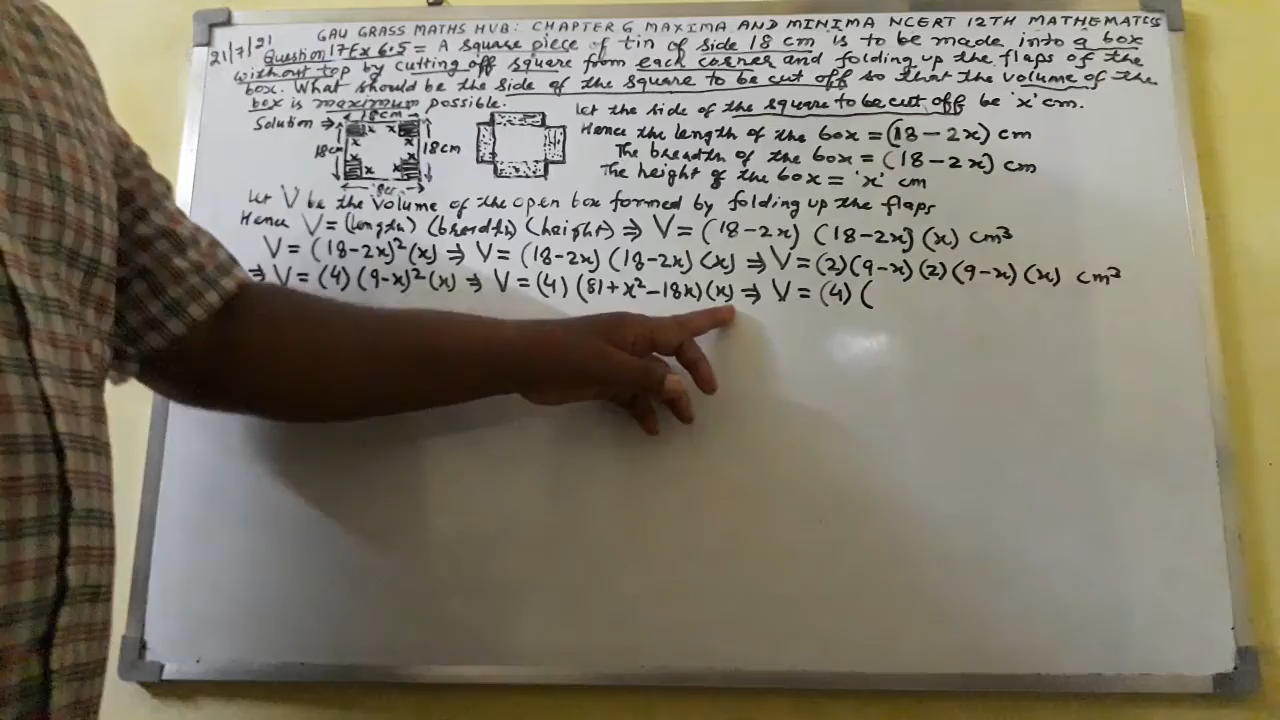 GAU GRASS MATHS HUB: CHAPTER 6 MAXIMA AND MINIMA NCERT 12TH MATHEMATICS
21/7/21 Question 17 Ex 6.5 = A square piece of tin of side 18 cm is to be made into a box
without top by cutting off square from each corner and folding up the flaps of the
box. What should be the side of the square to be cut off so that the volume of the
box is maximum possible.
Solution ⇒
18cm
x x
x x
18cm
18cm
x x
x x
18c
Let the side of the square to be cut off be 'x' cm.
Hence the length of the box = (18-2x) cm
The breadth of the box = (18-2x) cm
The height of the box = 'x' cm
Let V be the volume of the open box formed by folding up the flaps
Hence V = (length) (breadth) (height) ⇒ V = (18-2x) (18-2x) (x) cm³
V = (18-2x)² (x) ⇒ V = (18-2x) (18-2x) (x) ⇒ V = (2) (9-x) (2) (9-x) (x) cm³
⇒ V = (4) (9-x)² (x) ⇒ V = (4) (81+x²-18x) (x) ⇒ V = (4) (